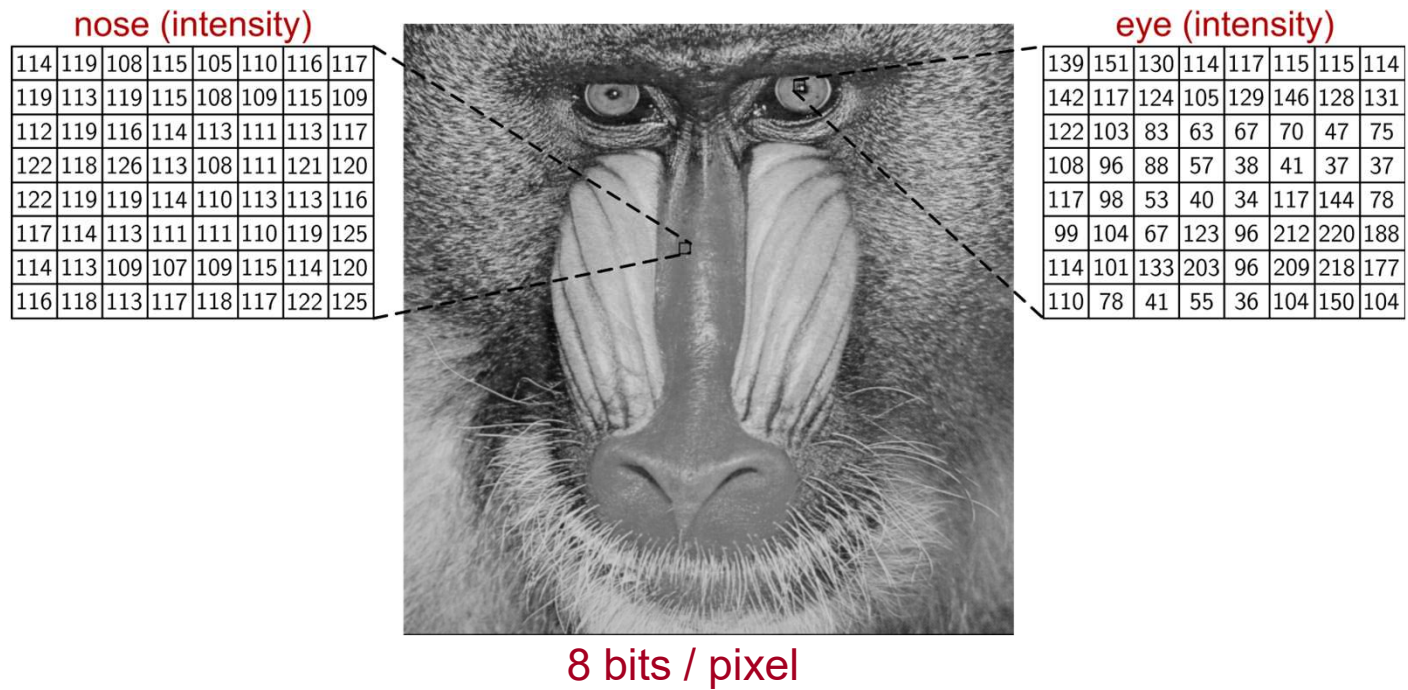 nose (intensity)
114 119 108 115 105 110 116 117
119 113 119 115 108 109 115 109
112 119 116 114 113 111 113 117
122 118 126 113 108 111 121 120
122 119 119 114 110 113 113 116
117 114 113 111 111 110 119 125
114 113 109 107 109 115 114 120
116 118 113 117 118 117 122 125
eye (intensity)
139 151 130 114 117 115 115 114
142 117 124 105 129 146 128 131
122 103 83 63 67 70 47 75
108 96 88 57 38 41 37 37
117 98 53 40 34 117 144 78
99 104 67 123 96 212 220 188
114 101 133 203 96 209 218 177
110 78 41 55 36 104 150 104
8 bits / pixel